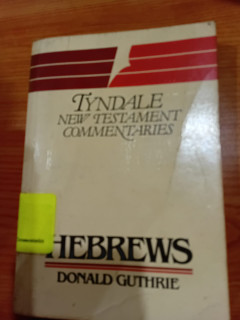 TYNDALE
NEW TESTAMENT
COMMENTARIES
HEBREWS
DONALD GUTHRIE